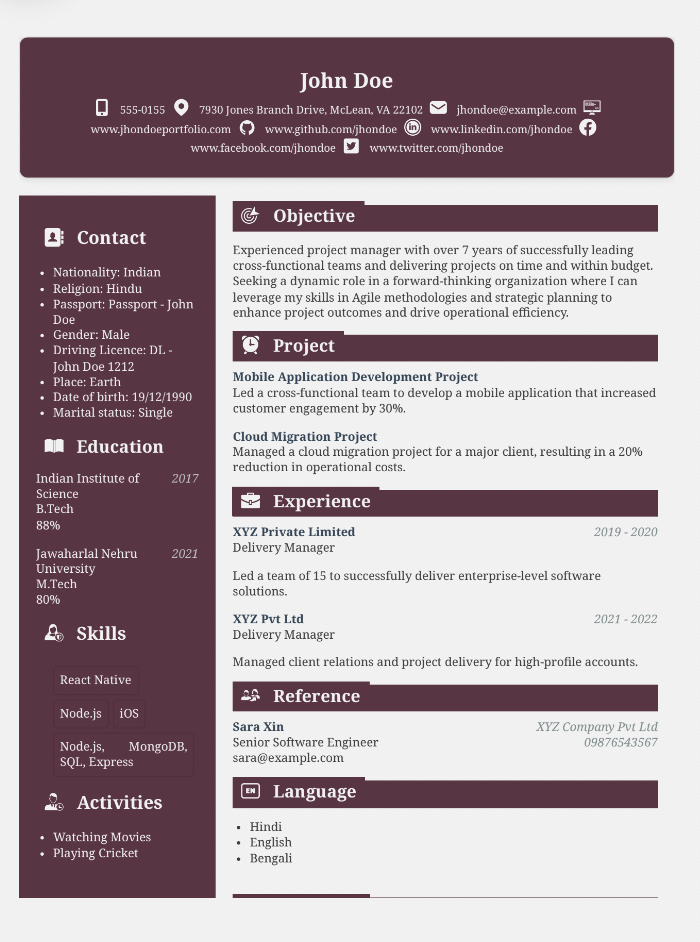 John Doe
555-0155 7930 Jones Branch Drive, McLean, VA 22102 jhondoe@example.com
www.jhondoeportfolio.com www.github.com/jhondoe www.linkedin.com/jhondoe
www.facebook.com/jhondoe www.twitter.com/jhondoe
Contact
• Nationality: Indian
• Religion: Hindu
• Passport: Passport - John
Doe
• Gender: Male
• Driving Licence: DL -
John Doe 1212
• Place: Earth
• Date of birth: 19/12/1990
• Marital status: Single
Education
Indian Institute of 2017
Science
B.Tech
88%
Jawaharlal Nehru 2021
University
M.Tech
80%
Skills
React Native
Node.js iOS
Node.js, MongoDB,
SQL, Express
Activities
• Watching Movies
• Playing Cricket
Objective
Experienced project manager with over 7 years of successfully leading
cross-functional teams and delivering projects on time and within budget.
Seeking a dynamic role in a forward-thinking organization where I can
leverage my skills in Agile methodologies and strategic planning to
enhance project outcomes and drive operational efficiency.
Project
Mobile Application Development Project
Led a cross-functional team to develop a mobile application that increased
customer engagement by 30%.
Cloud Migration Project
Managed a cloud migration project for a major client, resulting in a 20%
reduction in operational costs.
Experience
XYZ Private Limited 2019 - 2020
Delivery Manager
Led a team of 15 to successfully deliver enterprise-level software
solutions.
XYZ Pvt Ltd 2021 - 2022
Delivery Manager
Managed client relations and project delivery for high-profile accounts.
Reference
Sara Xin XYZ Company Pvt Ltd
Senior Software Engineer 09876543567
sara@example.com
EN Language
• Hindi
• English
• Bengali